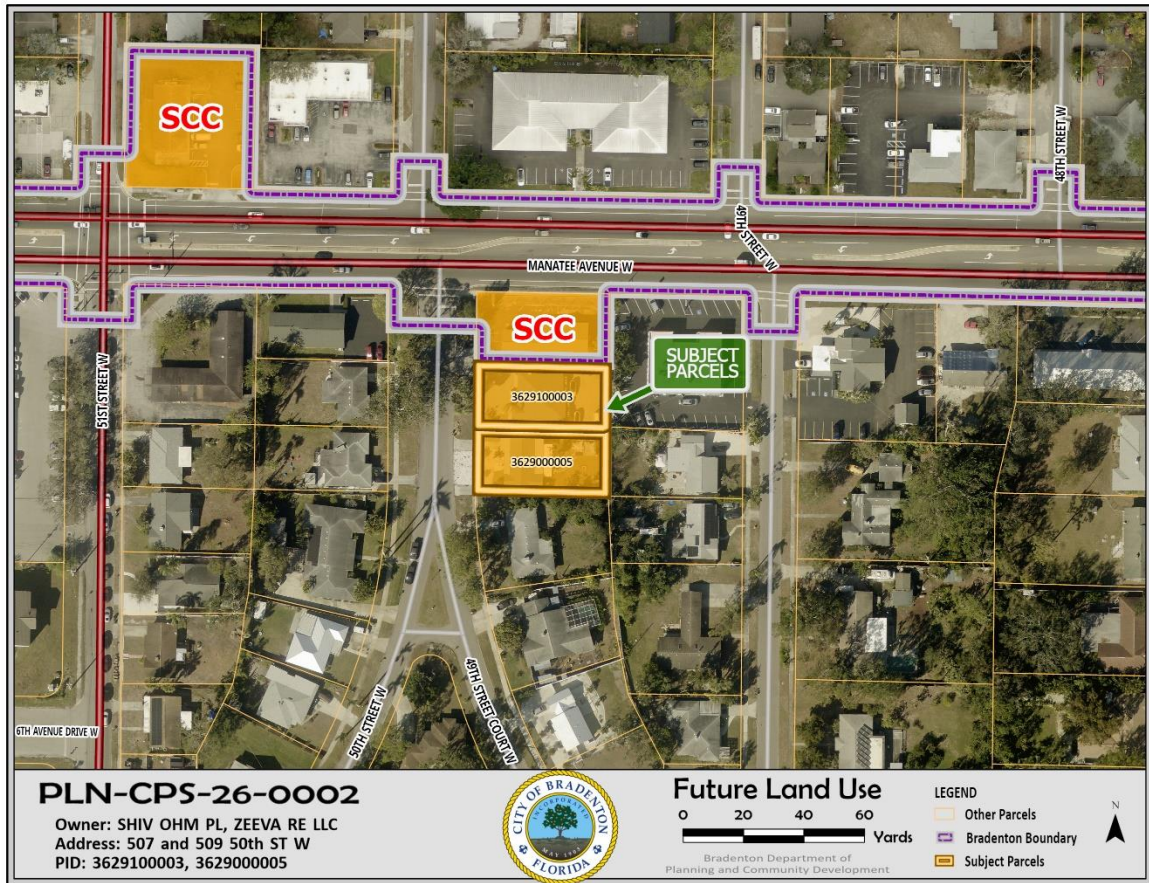 SCC
48TH STREET W
49TH STREET W
MANATEE AVENUE W
SCC
SUBJECT
PARCELS
51ST STREET W
3629100003
3629000005
50TH STREET W
49TH STREET COURT W
6TH AVENUE DRIVE W
PLN-CPS-26-0002
Owner: SHIV OHM PL, ZEEVA RE LLC
Address: 507 and 509 50th ST W
PID: 3629100003, 3629000005
CITY OF BRADENTON
INCORPORATED
MAY 1903
FLORIDA
Future Land Use
0 20 40 60
Yards
Bradenton Department of
Planning and Community Development
LEGEND
Other Parcels
Bradenton Boundary
Subject Parcels
N